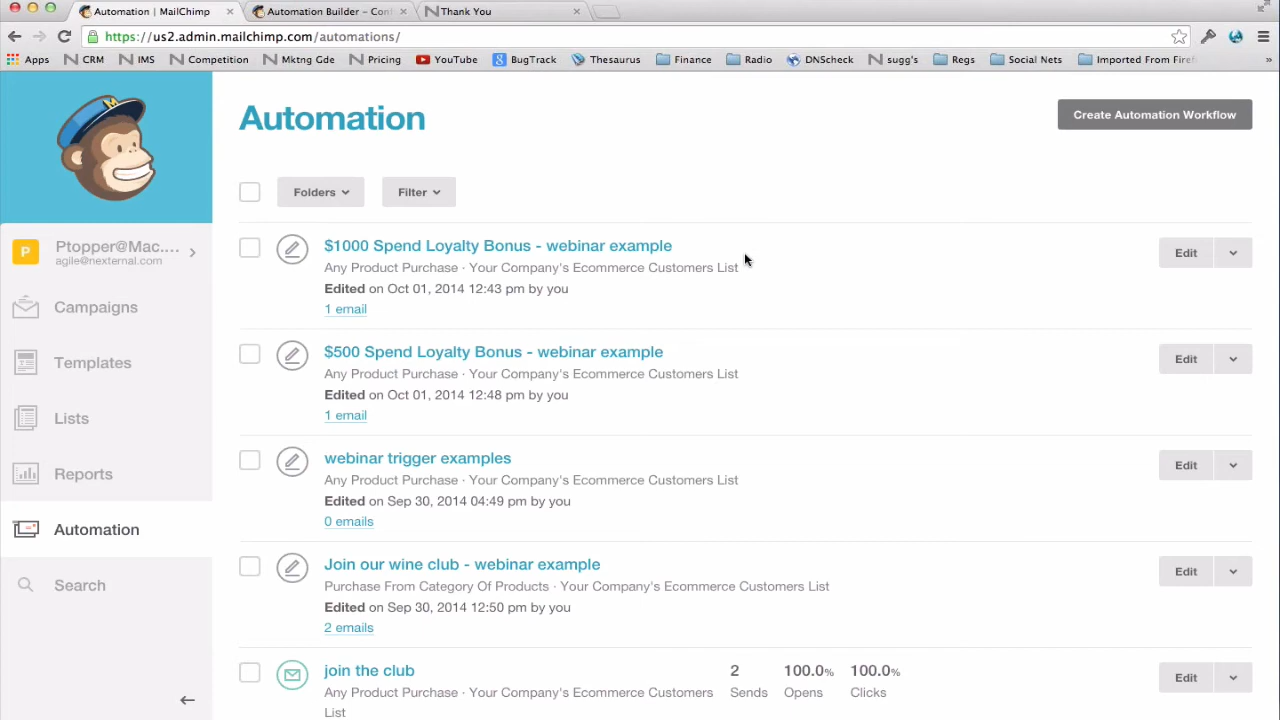 Automation | MailChimp
Automation Builder - Con
Thank You
https://us2.admin.mailchimp.com/automations/
Apps
CRM
IMS
Competition
Mktng Gde
Pricing
YouTube
BugTrack
Thesaurus
Finance
Radio
DNScheck
sugg's
Regs
Social Nets
Imported From Firef
»
Automation
Create Automation Workflow
Folders
Filter
P
Ptopper@Mac....
agile@nexternal.com
Campaigns
Templates
Lists
Reports
Automation
Search
$1000 Spend Loyalty Bonus - webinar example
Any Product Purchase · Your Company's Ecommerce Customers List
Edited on Oct 01, 2014 12:43 pm by you
1 email
Edit
$500 Spend Loyalty Bonus - webinar example
Any Product Purchase · Your Company's Ecommerce Customers List
Edited on Oct 01, 2014 12:48 pm by you
1 email
Edit
webinar trigger examples
Any Product Purchase · Your Company's Ecommerce Customers List
Edited on Sep 30, 2014 04:49 pm by you
0 emails
Edit
Join our wine club - webinar example
Purchase From Category Of Products · Your Company's Ecommerce Customers List
Edited on Sep 30, 2014 12:50 pm by you
2 emails
Edit
join the club
Any Product Purchase · Your Company's Ecommerce Customers
List
2
Sends
100.0%
Opens
100.0%
Clicks
Edit